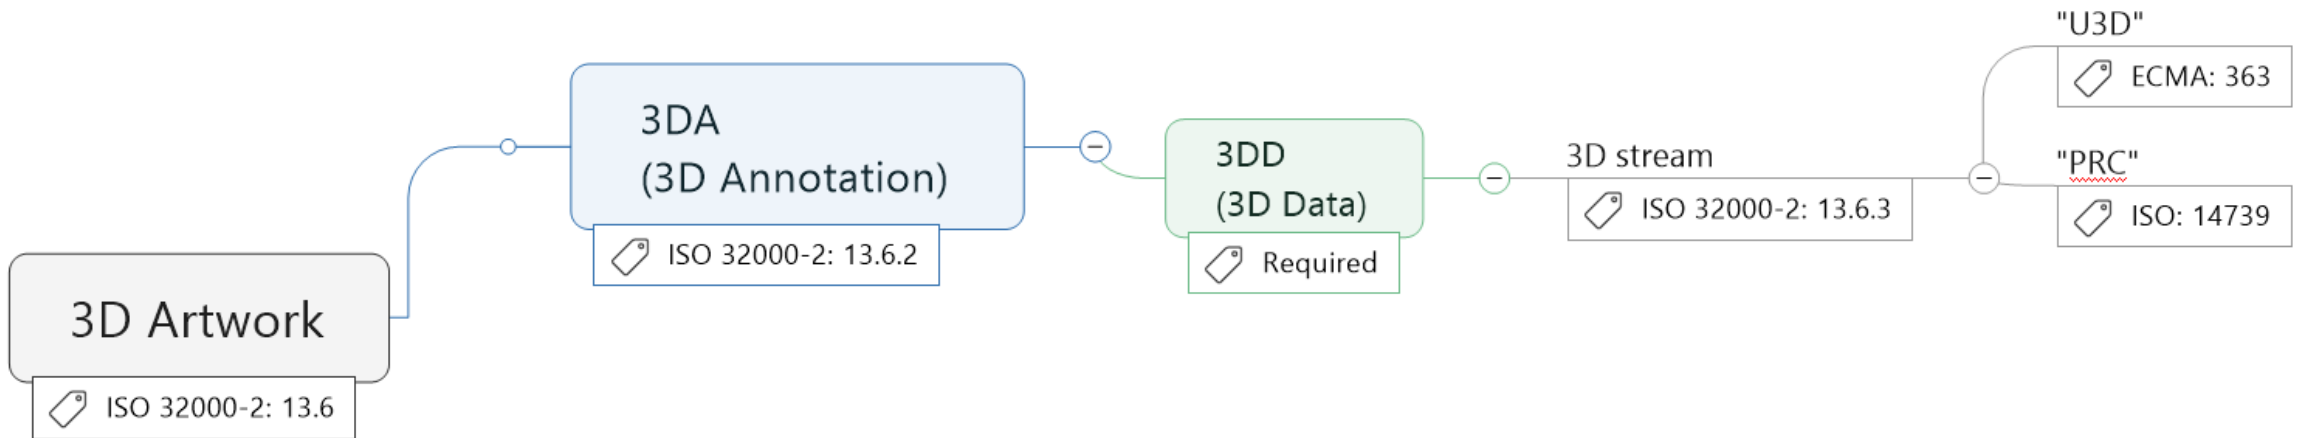 3D Artwork
ISO 32000-2: 13.6
3DA
(3D Annotation)
ISO 32000-2: 13.6.2
3DD
(3D Data)
Required
3D stream
ISO 32000-2: 13.6.3
"U3D"
ECMA: 363
"PRC"
ISO: 14739